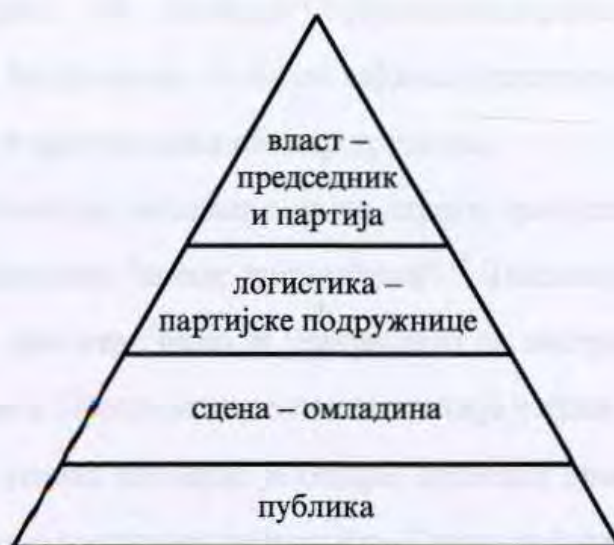 власт –
председник
и партија
логистика –
партијске подружнице
сцена – омладина
публика